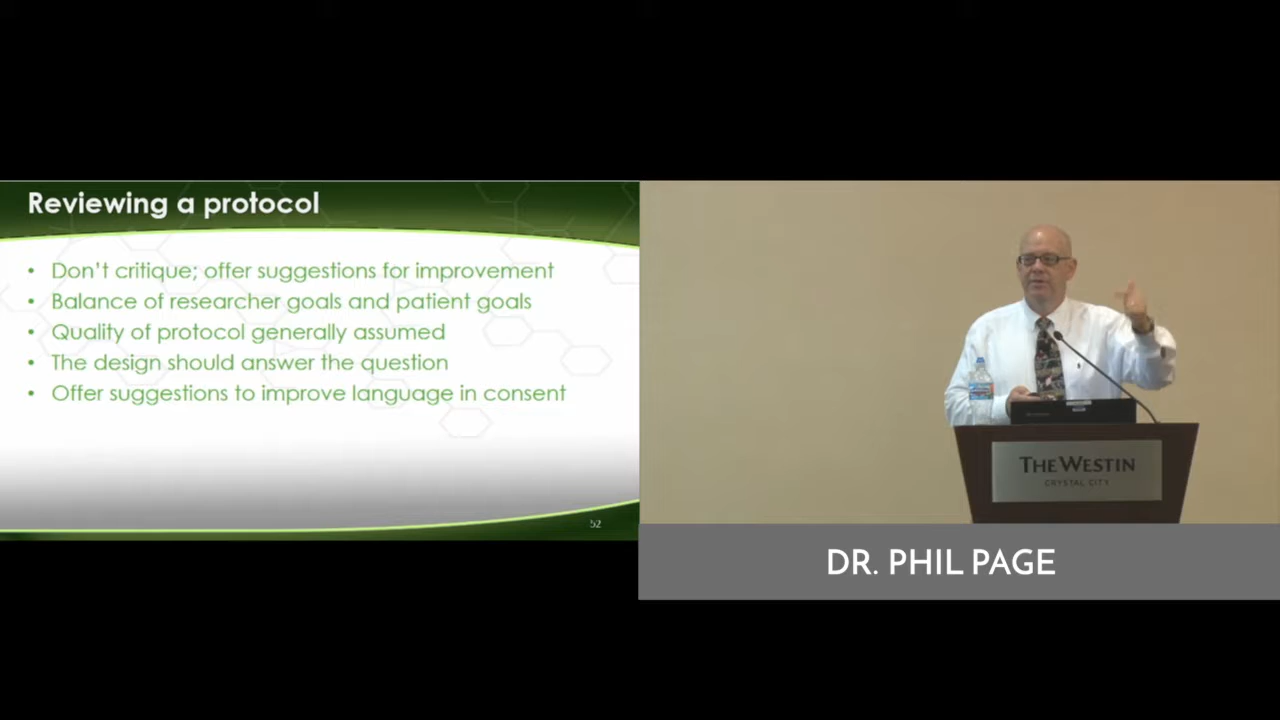 Reviewing a protocol
• Don't critique; offer suggestions for improvement
• Balance of researcher goals and patient goals
• Quality of protocol generally assumed
• The design should answer the question
• Offer suggestions to improve language in consent
52
THE WESTIN
CRYSTAL CITY
DR. PHIL PAGE